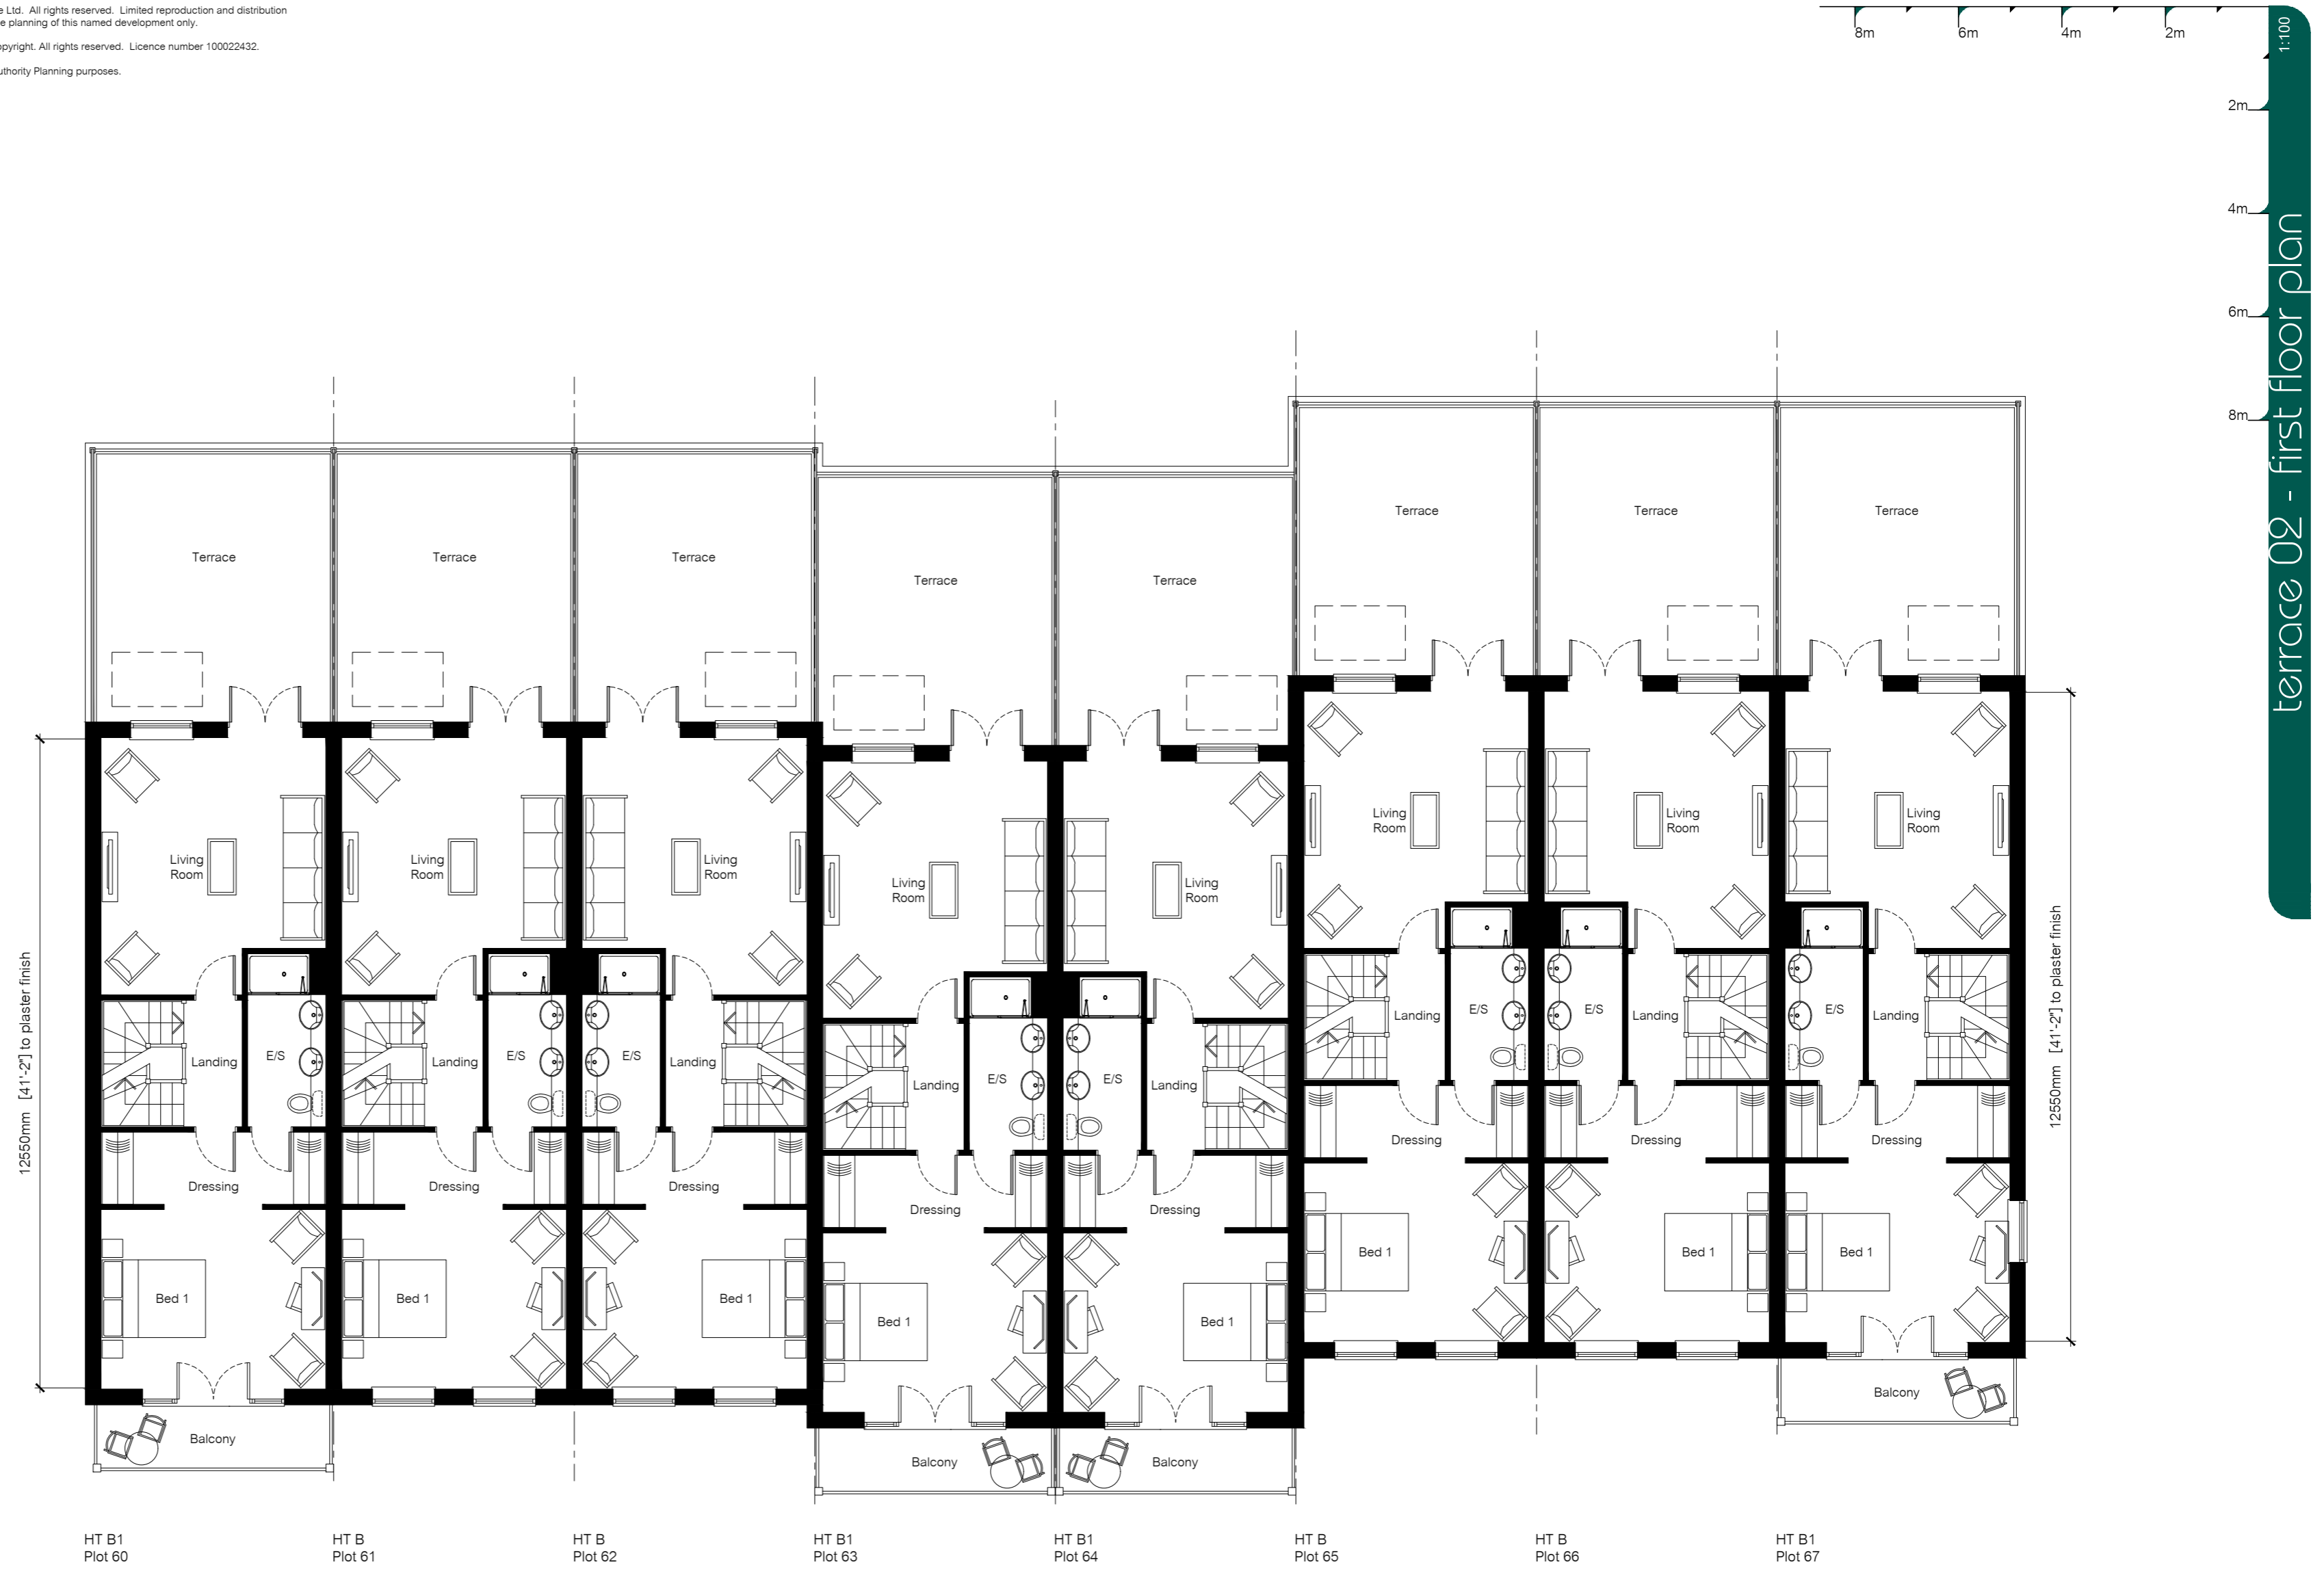 e Ltd. All rights reserved. Limited reproduction and distribution
e planning of this named development only.
opyright. All rights reserved. Licence number 100022432.
uthority Planning purposes.
8m
6m
4m
2m
1:100
2m
4m
6m
8m
terrace 02 - first floor plan
Terrace
Terrace
Terrace
Terrace
Terrace
Terrace
Terrace
Terrace
Living
Room
Living
Room
Living
Room
Living
Room
Living
Room
Living
Room
Living
Room
Living
Room
12550mm [41'-2"] to plaster finish
12550mm [41'-2"] to plaster finish
Landing
E/S
Landing
E/S
E/S
Landing
Landing
E/S
E/S
Landing
Landing
E/S
E/S
Landing
E/S
Landing
Dressing
Dressing
Dressing
Dressing
Dressing
Dressing
Dressing
Dressing
Bed 1
Bed 1
Bed 1
Bed 1
Bed 1
Bed 1
Bed 1
Bed 1
Balcony
Balcony
Balcony
Balcony
HT B1
Plot 60
HT B
Plot 61
HT B
Plot 62
HT B1
Plot 63
HT B1
Plot 64
HT B
Plot 65
HT B
Plot 66
HT B1
Plot 67